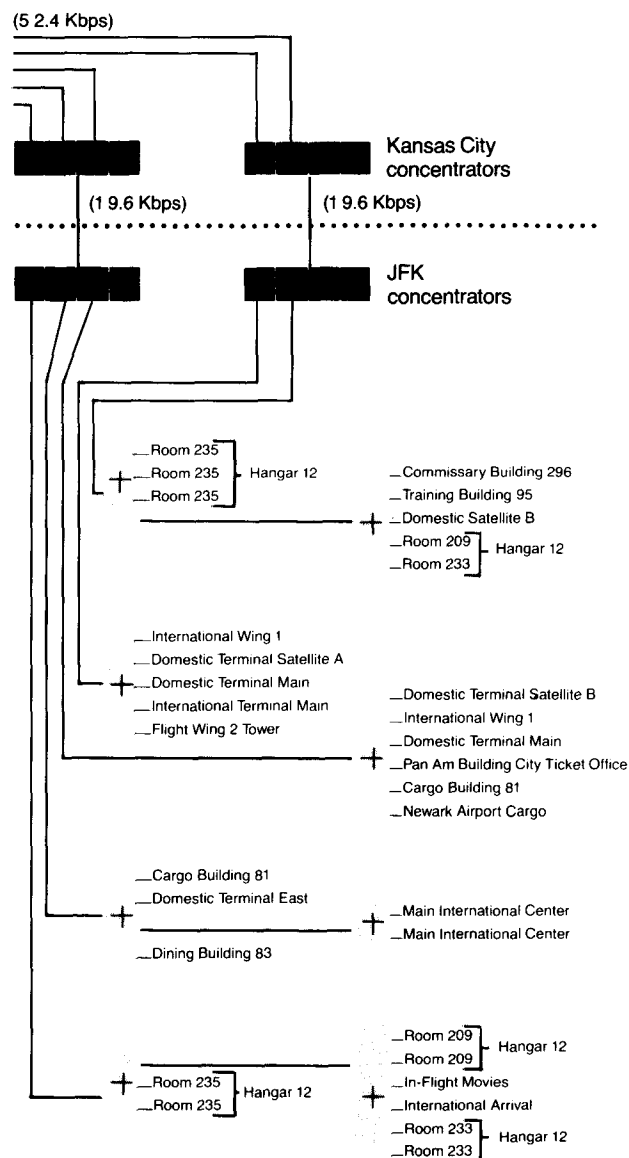 (5 2.4 Kbps)
Kansas City
concentrators
(1 9.6 Kbps)
(1 9.6 Kbps)
JFK
concentrators
Room 235
Room 235
Room 235
Hangar 12
Commissary Building 296
Training Building 95
Domestic Satellite B
Room 209
Room 233
Hangar 12
International Wing 1
Domestic Terminal Satellite A
Domestic Terminal Main
International Terminal Main
Flight Wing 2 Tower
Domestic Terminal Satellite B
International Wing 1
Domestic Terminal Main
Pan Am Building City Ticket Office
Cargo Building 81
Newark Airport Cargo
Cargo Building 81
Domestic Terminal East
Dining Building 83
Main International Center
Main International Center
Room 235
Room 235
Hangar 12
Room 209
Room 209
Hangar 12
In-Flight Movies
International Arrival
Room 233
Room 233
Hangar 12